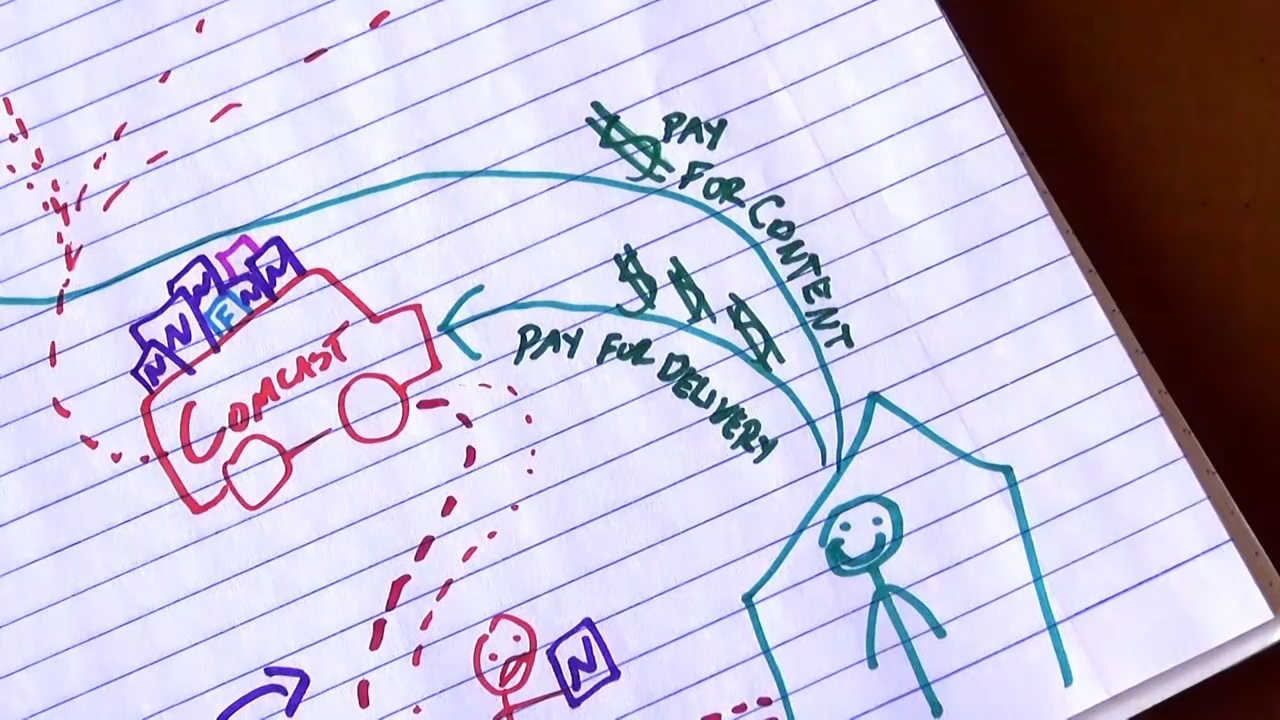 $ PAY
FOR CONTENT
$ $ $
PAY FOR DELIVERY
N
N
N
N
N
F
COMCAST
N